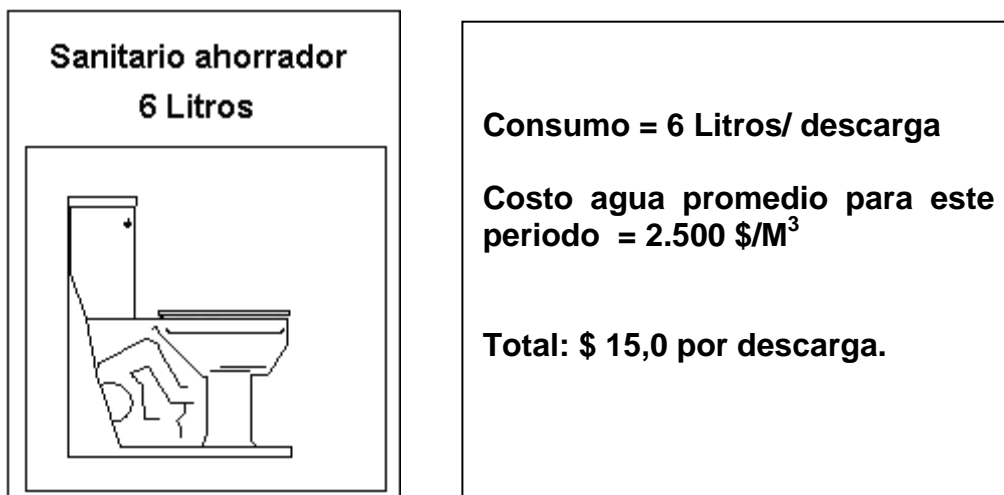 Sanitario ahorrador
6 Litros
Consumo = 6 Litros/ descarga
Costo agua promedio para este
periodo = 2.500 $/M³
Total: $ 15,0 por descarga.